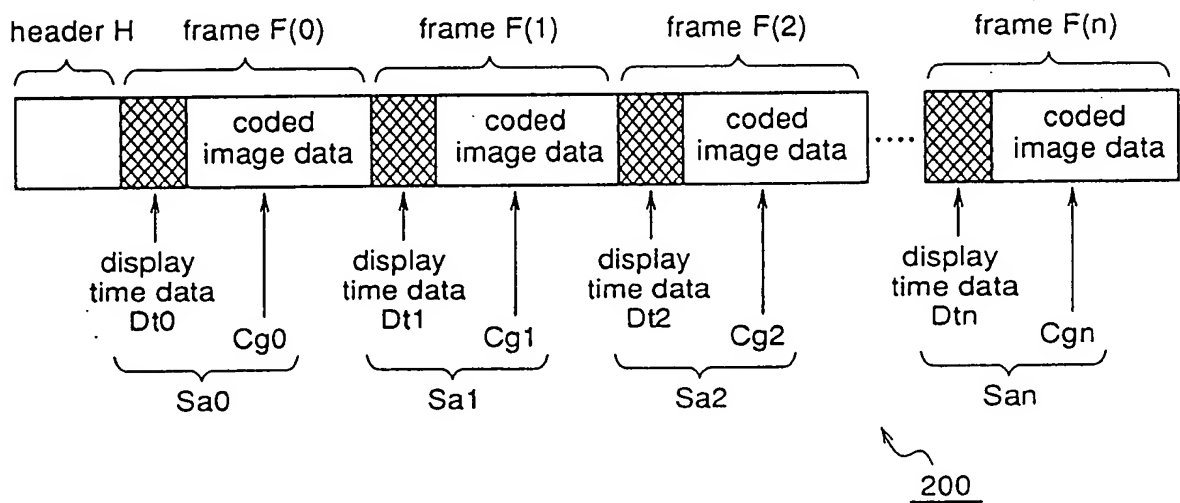 header H frame F(0) frame F(1) frame F(2) frame F(n)
coded image data
coded image data
coded image data
....
coded image data
display time data Dt0
Cg0
display time data Dt1
Cg1
display time data Dt2
Cg2
display time data Dtn
Cgn
Sa0 Sa1 Sa2 San
200